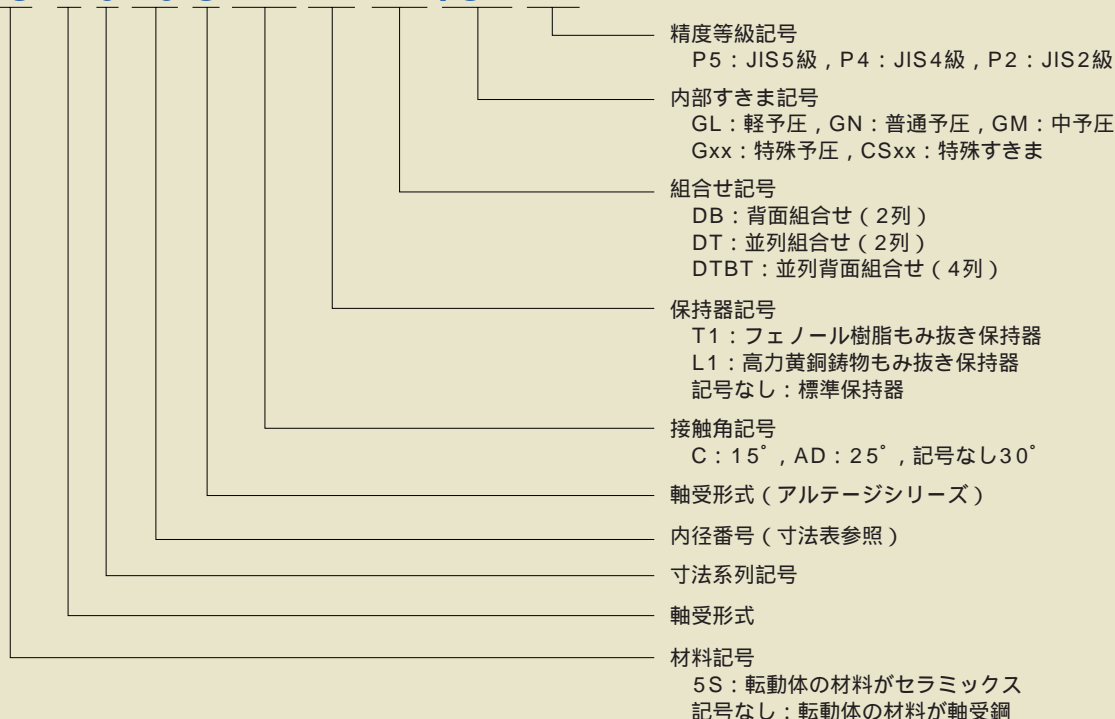 精度等級記号
P5：JIS5級，P4：JIS4級，P2：JIS2級
内部すきま記号
GL：軽予圧，GN：普通予圧，GM：中予圧
Gxx：特殊予圧，CSxx：特殊すきま
組合せ記号
DB：背面組合せ（2列）
DT：並列組合せ（2列）
DTBT：並列背面組合せ（4列）
保持器記号
T1：フェノール樹脂もみ抜き保持器
L1：高力黄銅鋳物もみ抜き保持器
記号なし：標準保持器
接触角記号
C：15°，AD：25°，記号なし30°
軸受形式（アルテージシリーズ）
内径番号（寸法表参照）
寸法系列記号
軸受形式
材料記号
5S：転動体の材料がセラミックス
記号なし：転動体の材料が軸受鋼